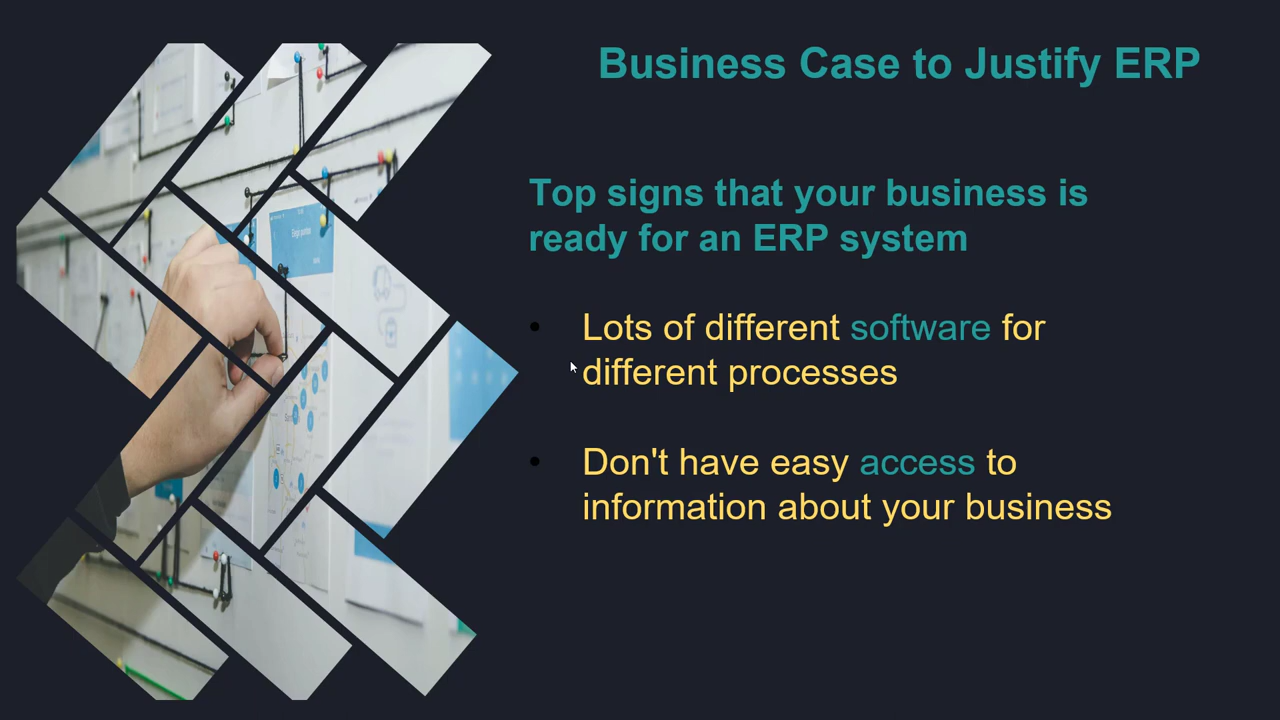 Business Case to Justify ERP
Top signs that your business is
ready for an ERP system
• Lots of different software for
different processes
• Don't have easy access to
information about your business